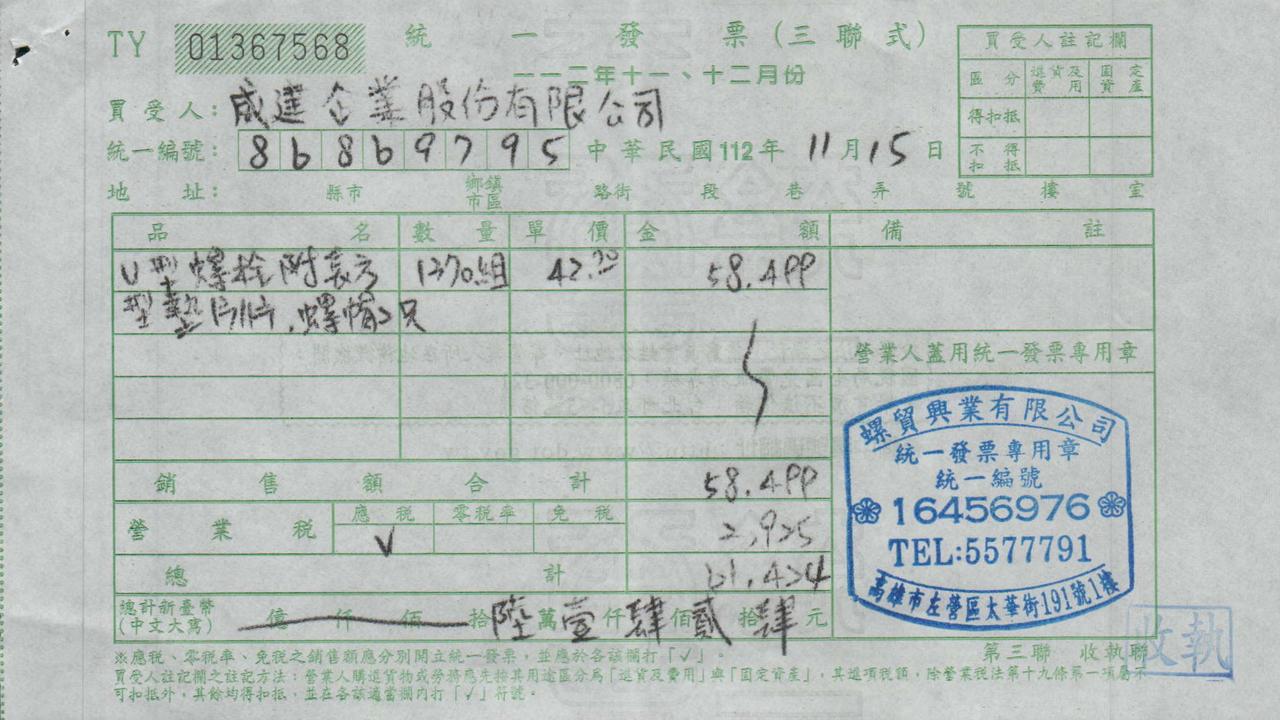 TY 01367568 統一發票(三聯式)
一一二年十一、十二月份
買受人註記欄
區分 進貨及費用 固定資產
得扣抵
不得扣抵
買受人: 成達企業股份有限公司
統一編號: 86869795 中華民國112年 11月15日
地址: 縣市 鄉鎮市區 路街 段 巷 弄 號 樓 室
品名 數量 單價 金額 備註
U型螺栓附 1370組 42.70 58.499
型墊片1片.螺帽2只
營業人蓋用統一發票專用章
銷售額合計 58.499
營業稅 應稅 零稅率 免稅
√ 2,925
總計 61,424
總計新臺幣(中文大寫) 億 仟 佰 拾陸萬壹仟肆佰貳拾肆元
螺貿興業有限公司
統一發票專用章
統一編號
16456976
TEL:5577791
高雄市左營區太華街191號1樓
第三聯 收執聯
收執
※應稅、零稅率、免稅之銷售額應分別開立統一發票,並應於各該欄打「√」。
買受人註記欄之註記方法:營業人購進貨物或勞務應先按其用途區分為「進貨及費用」與「固定資產」,其進項稅額,除營業稅法第十九條第一項屬不
可扣抵外,其餘均得扣抵,並在各該適當欄內打「√」符號。